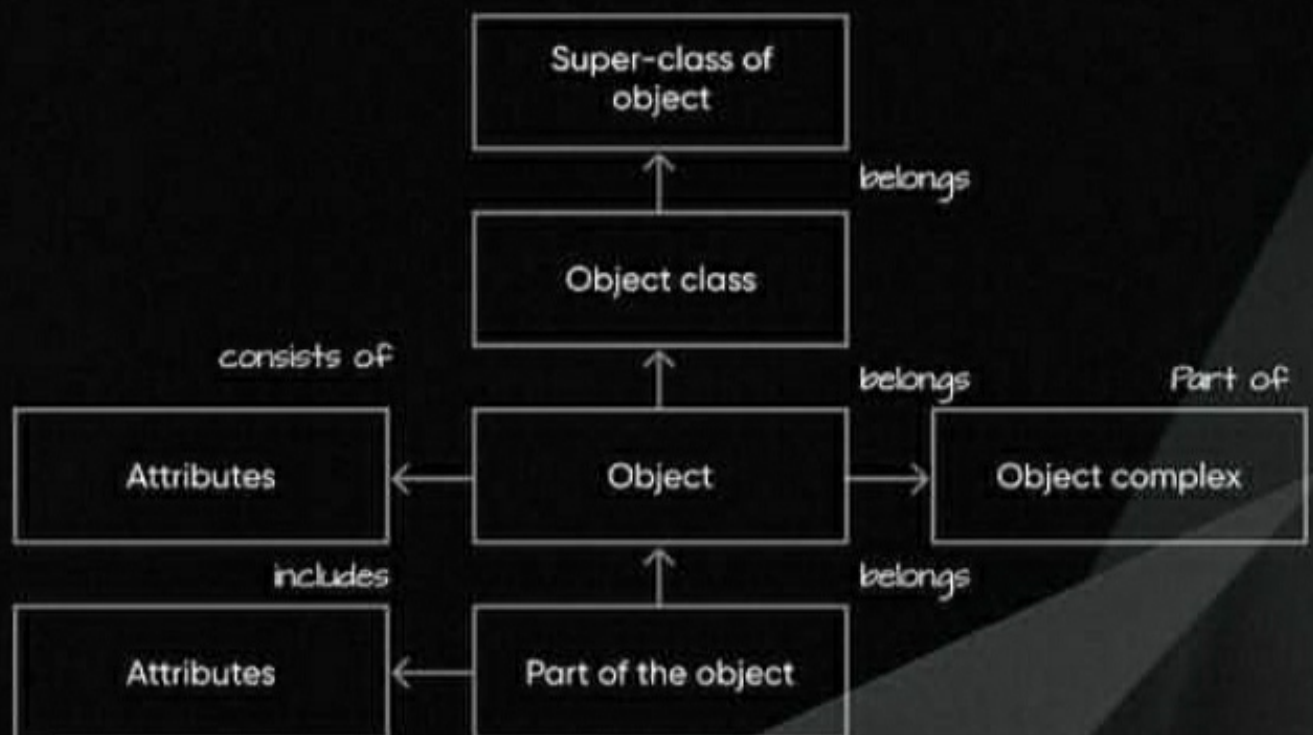 Super-class of
object
belongs
Object class
consists of
belongs
Part of
Attributes
Object
Object complex
includes
belongs
Attributes
Part of the object